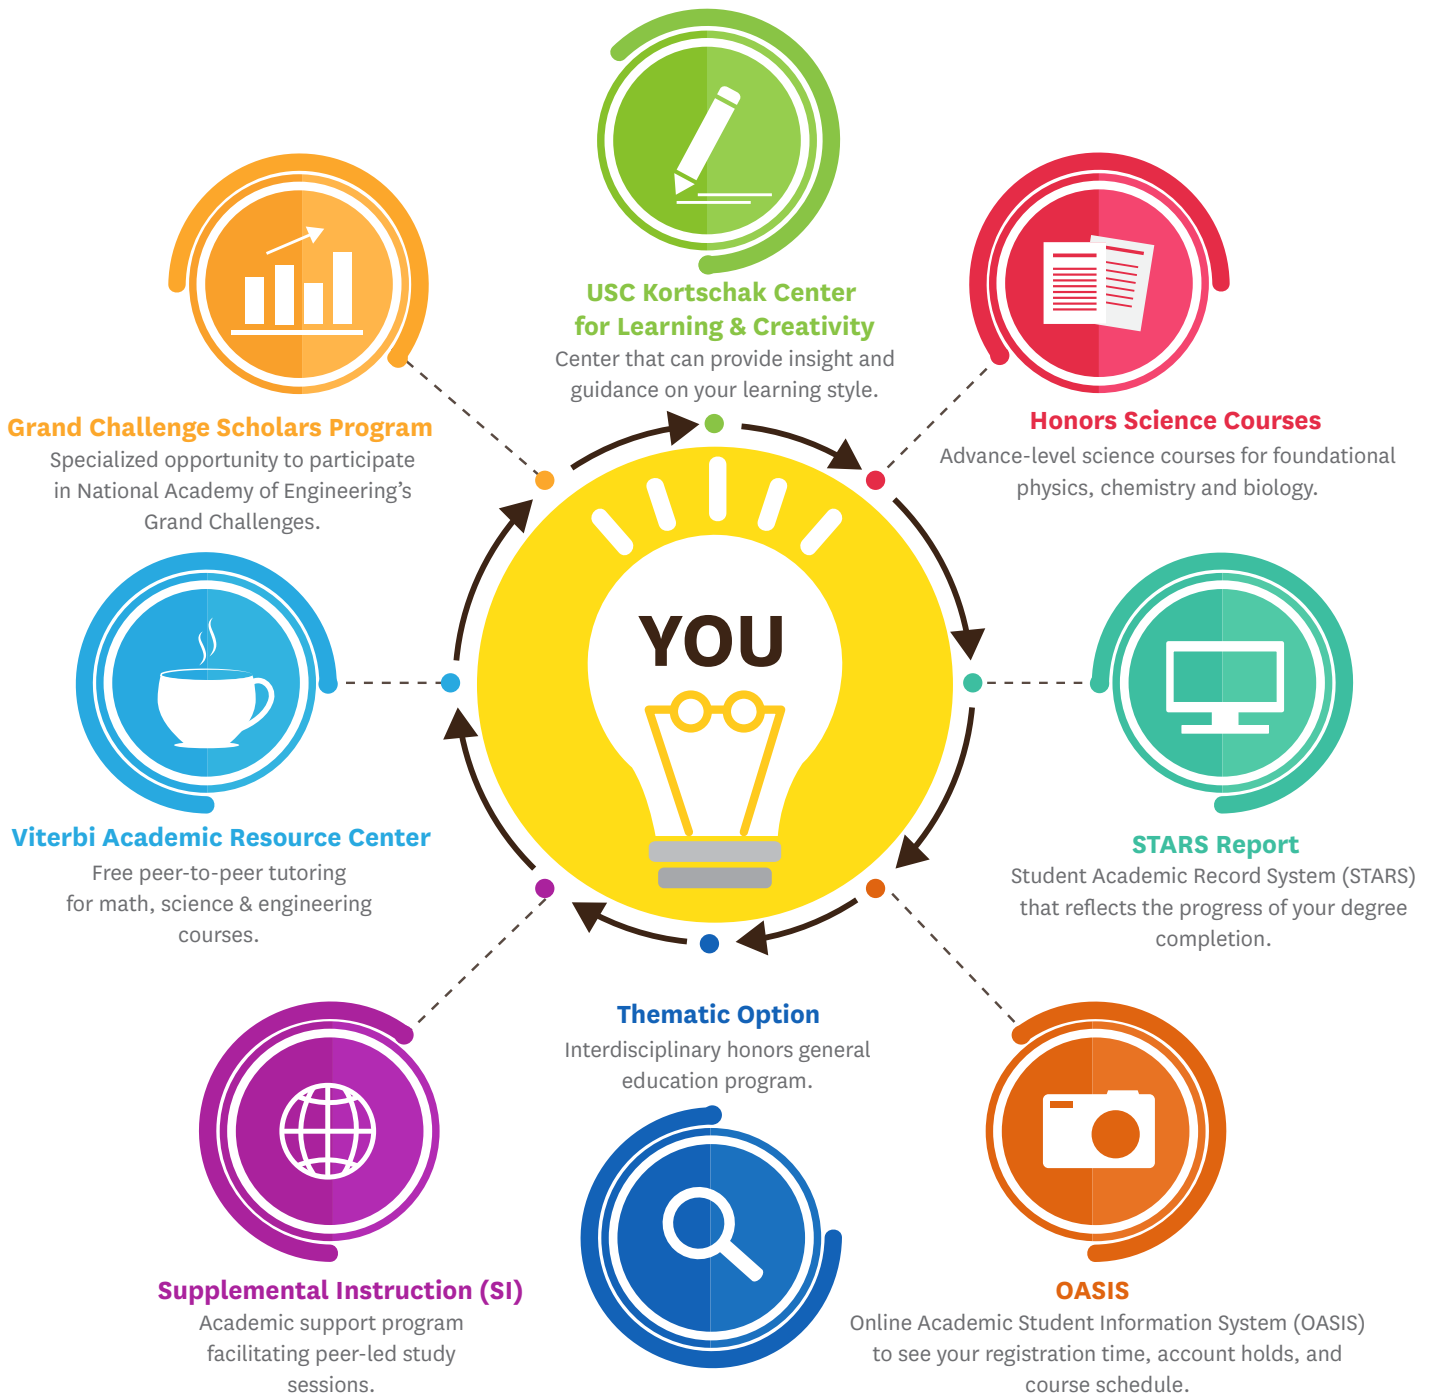 USC Kortschak Center
for Learning & Creativity
Center that can provide insight and
guidance on your learning style.
Honors Science Courses
Advance-level science courses for foundational
physics, chemistry and biology.
Grand Challenge Scholars Program
Specialized opportunity to participate
in National Academy of Engineering’s
Grand Challenges.
YOU
Viterbi Academic Resource Center
Free peer-to-peer tutoring
for math, science & engineering
courses.
STARS Report
Student Academic Record System (STARS)
that reflects the progress of your degree
completion.
Thematic Option
Interdisciplinary honors general
education program.
Supplemental Instruction (SI)
Academic support program
facilitating peer-led study
sessions.
OASIS
Online Academic Student Information System (OASIS)
to see your registration time, account holds, and
course schedule.